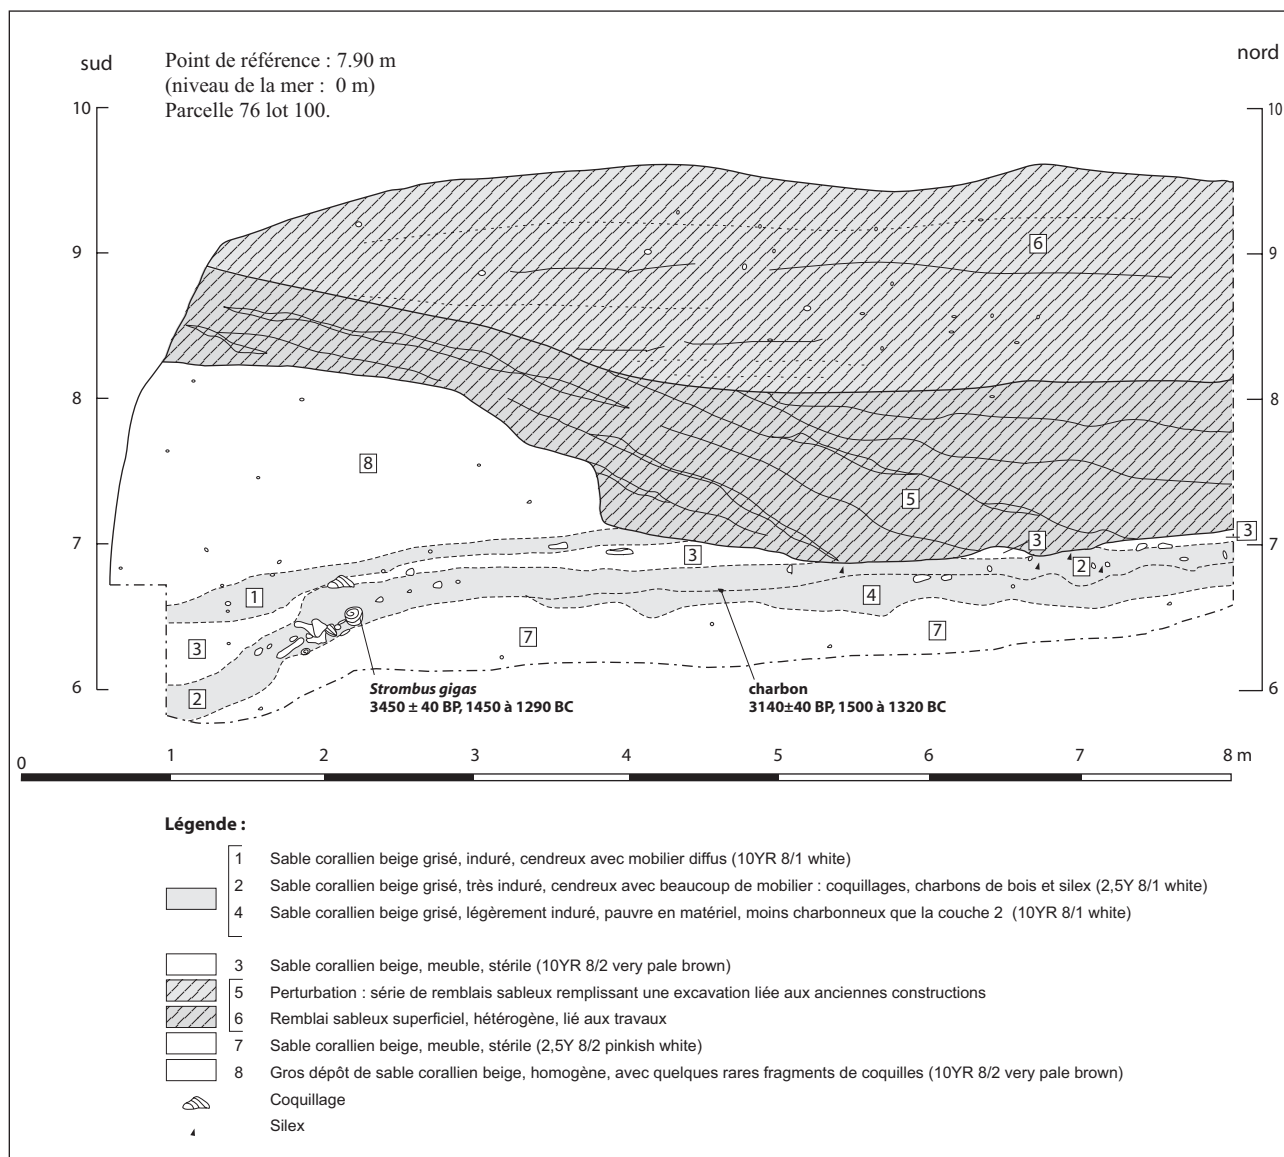 sud
Point de référence : 7.90 m
(niveau de la mer : 0 m)
Parcelle 76 lot 100.
nord
10
10
9
9
8
8
7
7
6
6
6
8
5
3
3
3
2
1
4
7
7
3
2
Strombus gigas
3450 ± 40 BP, 1450 à 1290 BC
charbon
3140±40 BP, 1500 à 1320 BC
0 1 2 3 4 5 6 7 8 m
Légende :
1 Sable corallien beige grisé, induré, cendreux avec mobilier diffus (10YR 8/1 white)
2 Sable corallien beige grisé, très induré, cendreux avec beaucoup de mobilier : coquillages, charbons de bois et silex (2,5Y 8/1 white)
4 Sable corallien beige grisé, légèrement induré, pauvre en matériel, moins charbonneux que la couche 2 (10YR 8/1 white)
3 Sable corallien beige, meuble, stérile (10YR 8/2 very pale brown)
5 Perturbation : série de remblais sableux remplissant une excavation liée aux anciennes constructions
6 Remblai sableux superficiel, hétérogène, lié aux travaux
7 Sable corallien beige, meuble, stérile (2,5Y 8/2 pinkish white)
8 Gros dépôt de sable corallien beige, homogène, avec quelques rares fragments de coquilles (10YR 8/2 very pale brown)
Coquillage
Silex